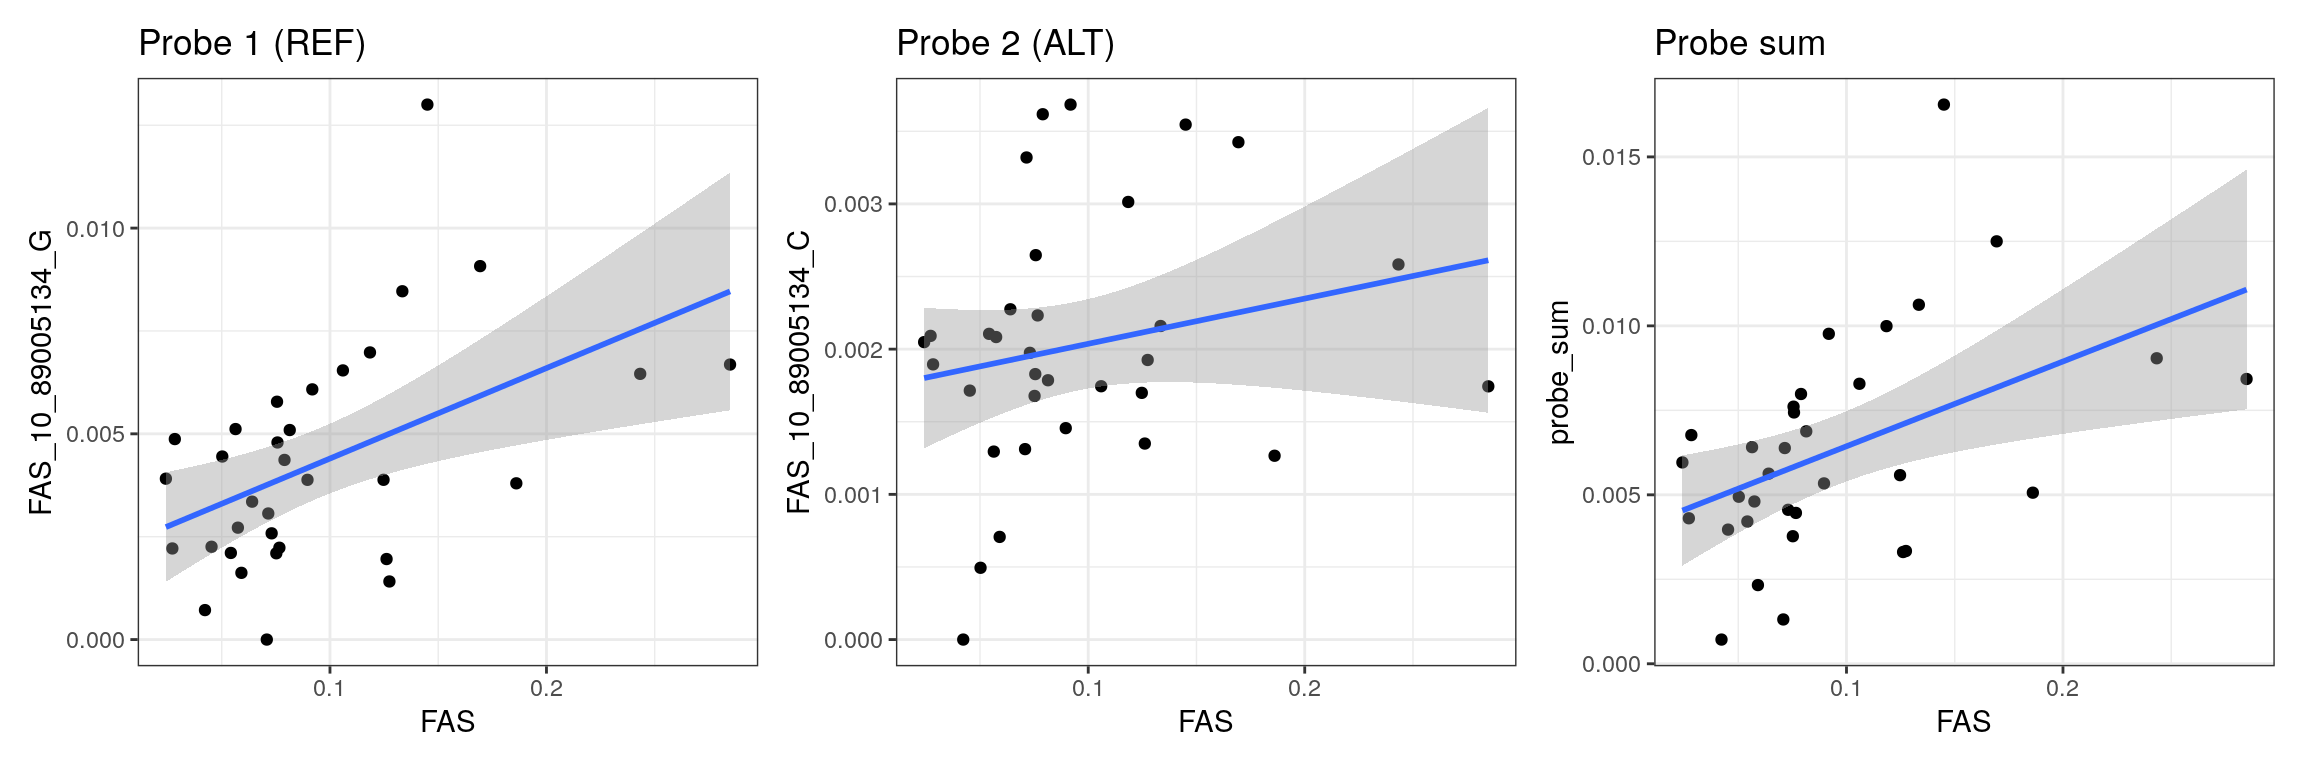 Probe 1 (REF)
FAS_10_89005134_G
0.010
0.005
0.000
0.1
0.2
FAS
Probe 2 (ALT)
FAS_10_89005134_C
0.003
0.002
0.001
0.000
0.1
0.2
FAS
Probe sum
probe_sum
0.015
0.010
0.005
0.000
0.1
0.2
FAS